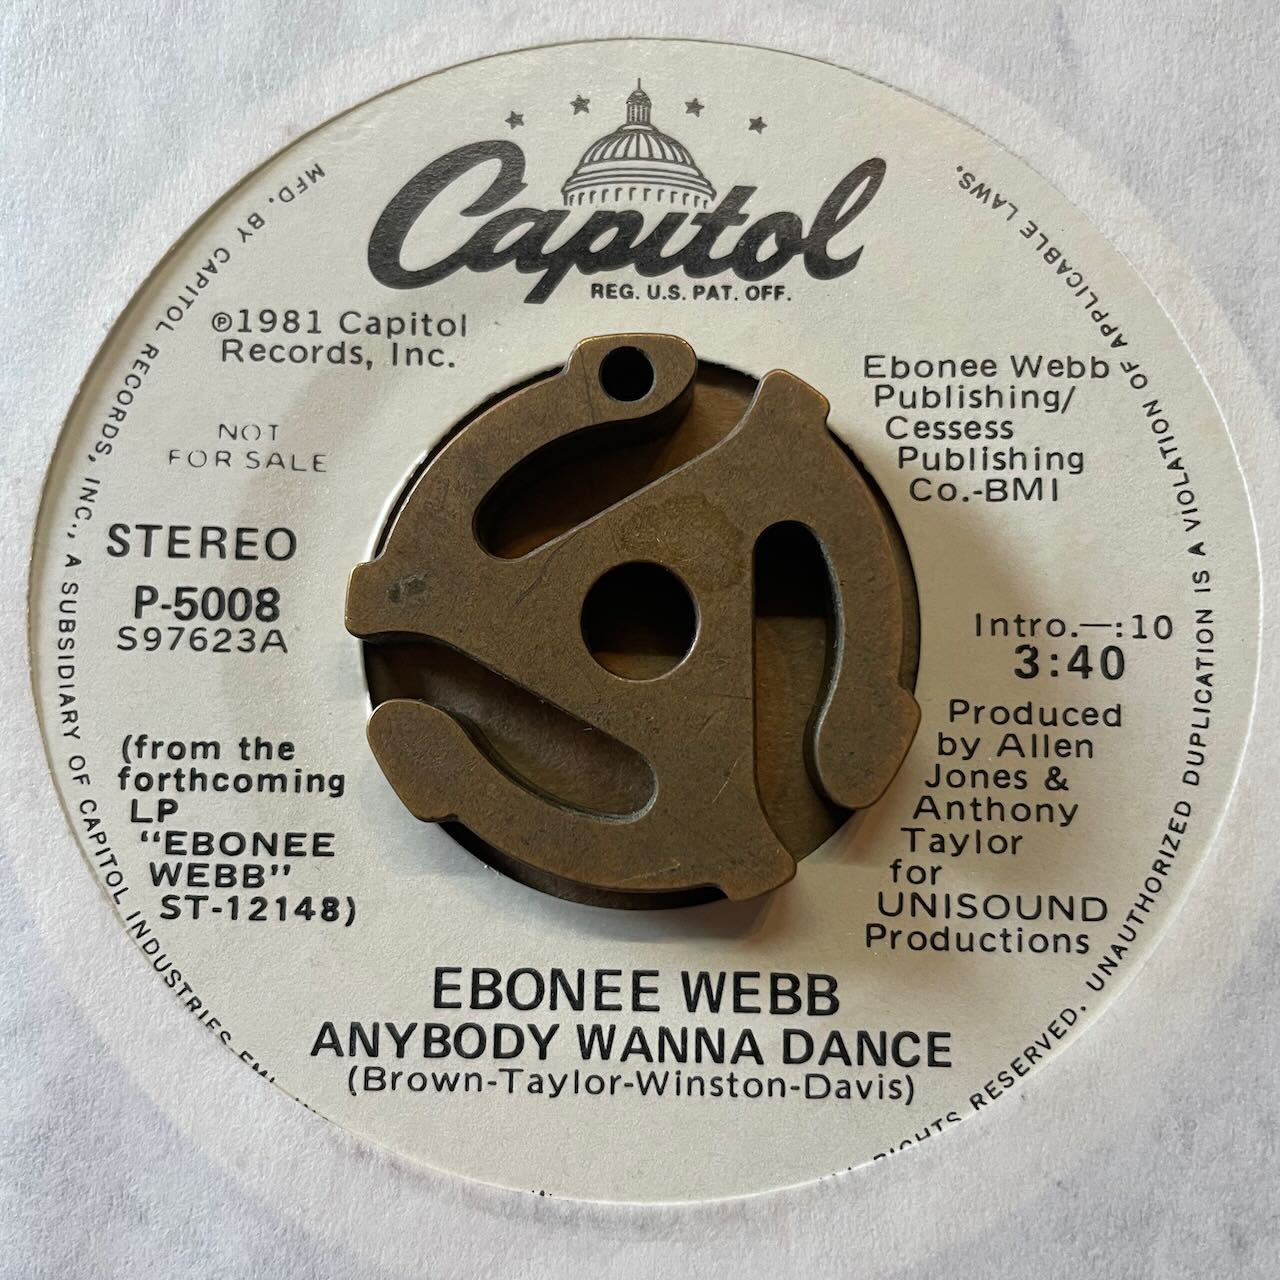 Capitol
REG. U.S. PAT. OFF.
℗1981 Capitol
Records, Inc.
NOT
FOR SALE
STEREO
P-5008
S97623A
(from the
forthcoming
LP
"EBONEE
WEBB"
ST-12148)
Ebonee Webb
Publishing/
Cessess
Publishing
Co.-BMI
Intro.—:10
3:40
Produced
by Allen
Jones &
Anthony
Taylor
for
UNISOUND
Productions
EBONEE WEBB
ANYBODY WANNA DANCE
(Brown-Taylor-Winston-Davis)
MFD. BY CAPITOL RECORDS, INC., A SUBSIDIARY OF CAPITOL INDUSTRIES
RIGHTS RESERVED. UNAUTHORIZED DUPLICATION IS A VIOLATION OF APPLICABLE LAWS.